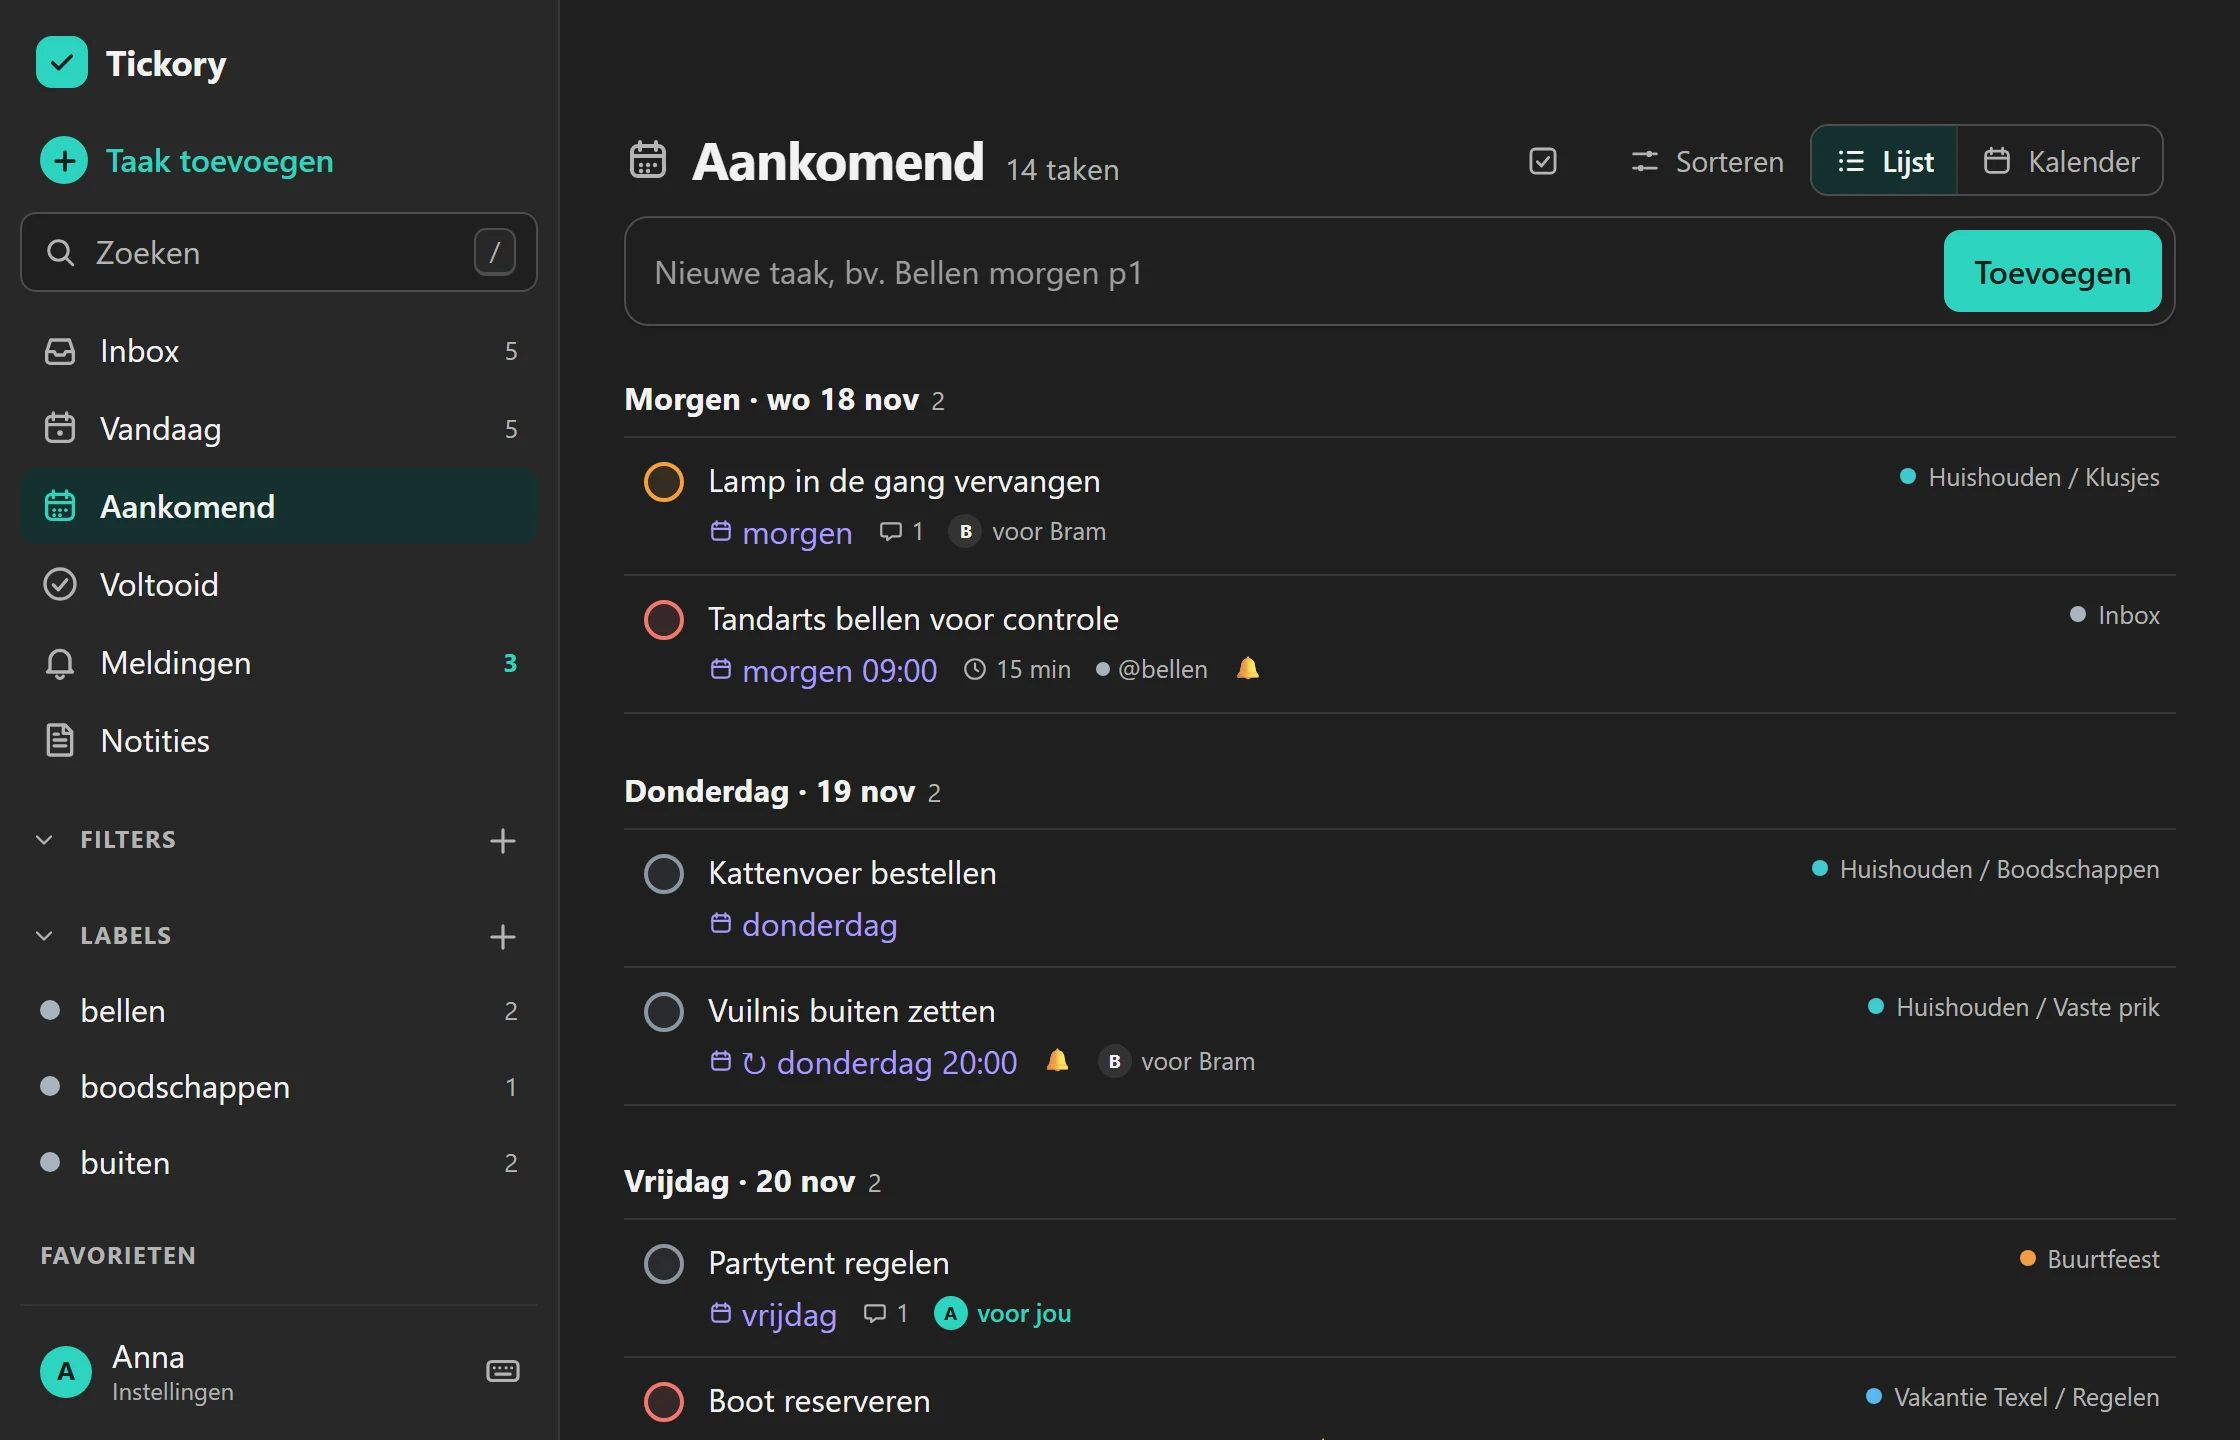 Tickory
Taak toevoegen
Zoeken /
Inbox 5
Vandaag 5
Aankomend
Voltooid
Meldingen 3
Notities
FILTERS
LABELS
bellen 2
boodschappen 1
buiten 2
FAVORIETEN
A Anna
Instellingen
Aankomend 14 taken
Sorteren Lijst Kalender
Nieuwe taak, bv. Bellen morgen p1 Toevoegen
Morgen · wo 18 nov 2
Lamp in de gang vervangen Huishouden / Klusjes
morgen 1 B voor Bram
Tandarts bellen voor controle Inbox
morgen 09:00 15 min @bellen
Donderdag · 19 nov 2
Kattenvoer bestellen Huishouden / Boodschappen
donderdag
Vuilnis buiten zetten Huishouden / Vaste prik
↻ donderdag 20:00 B voor Bram
Vrijdag · 20 nov 2
Partytent regelen Buurtfeest
vrijdag 1 A voor jou
Boot reserveren Vakantie Texel / Regelen